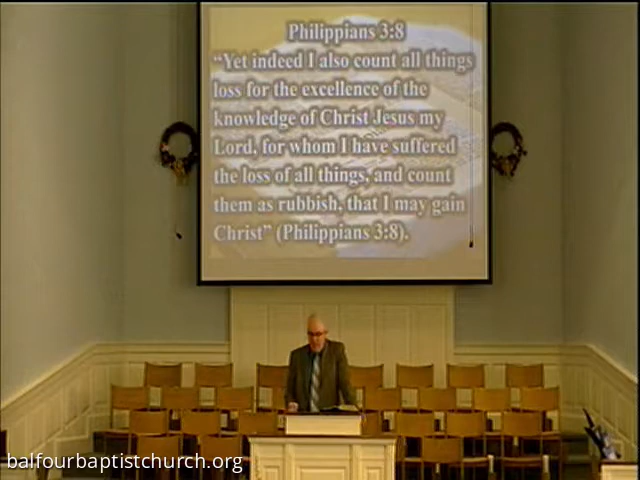 Philippians 3:8
“Yet indeed I also count all things
loss for the excellence of the
knowledge of Christ Jesus my
Lord, for whom I have suffered
the loss of all things, and count
them as rubbish, that I may gain
Christ” (Philippians 3:8).
balfourbaptistchurch.org